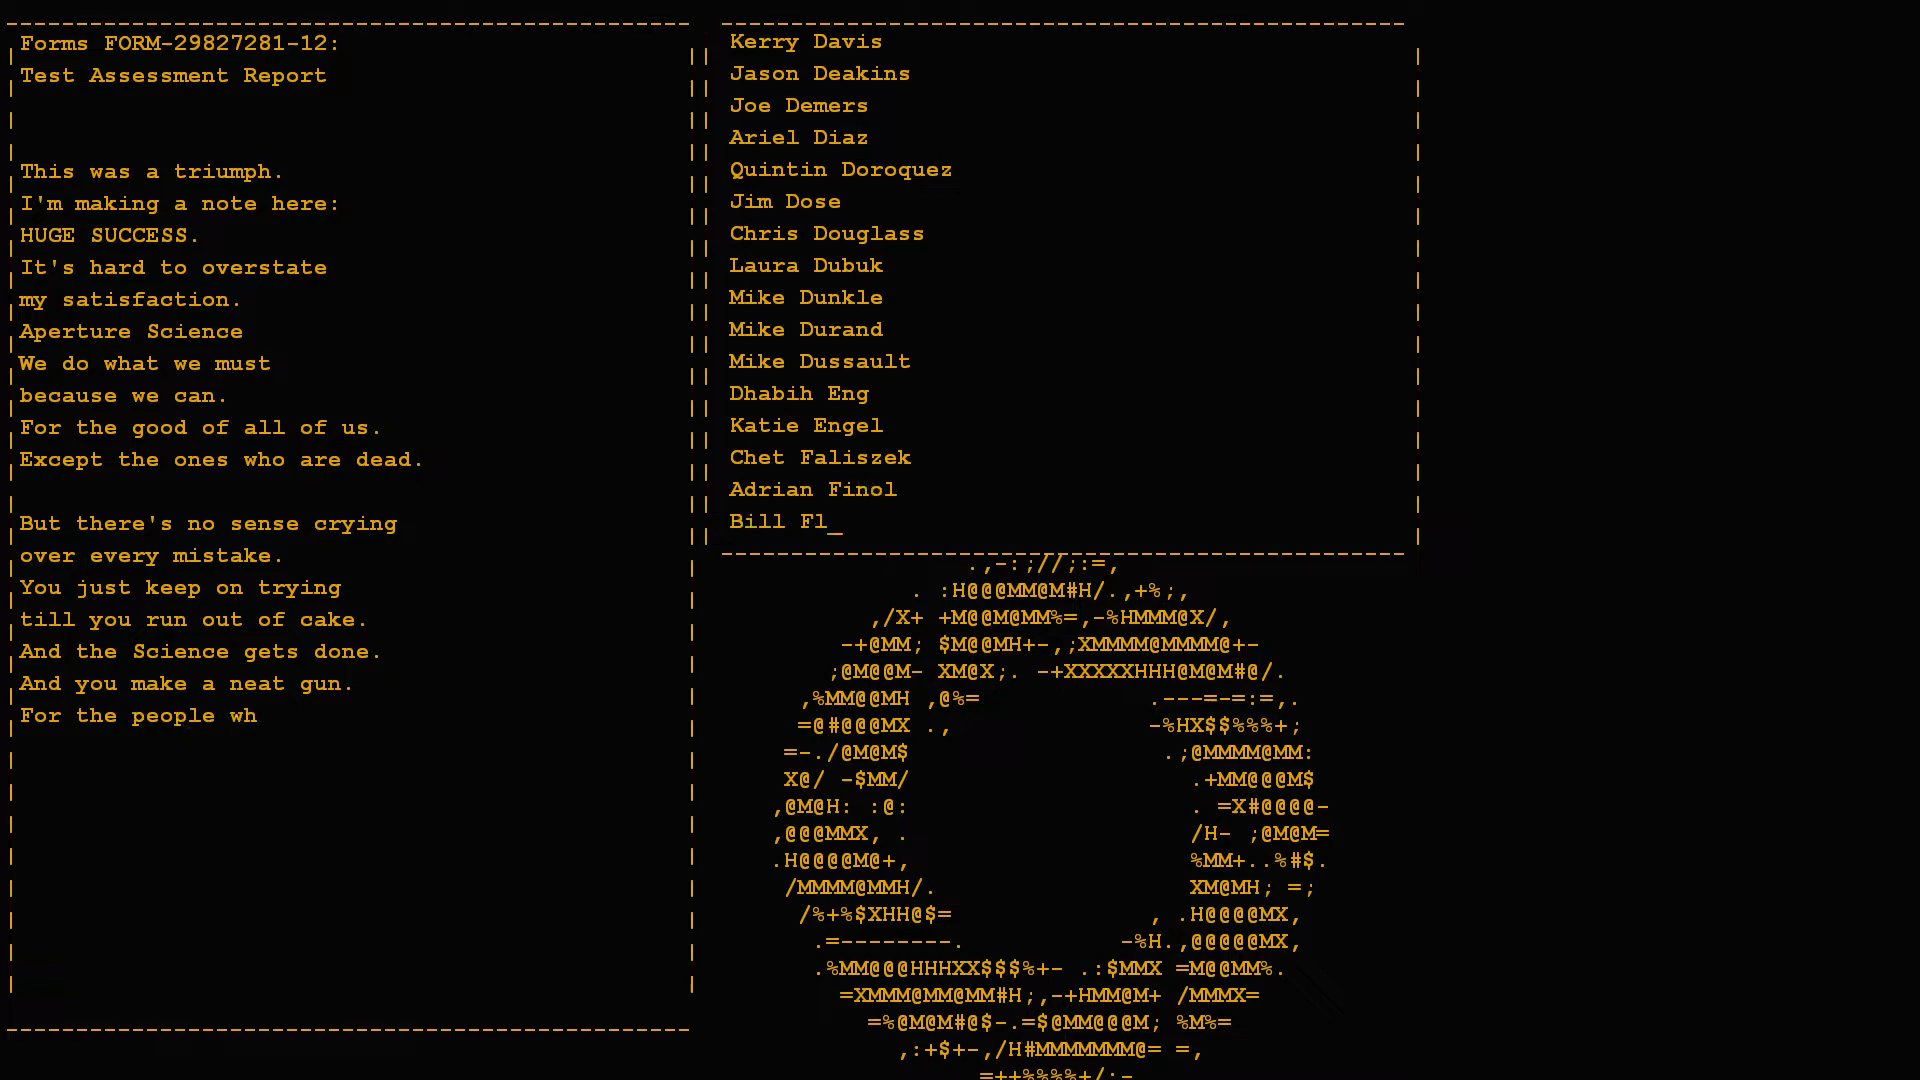 Forms FORM-29827281-12:
Test Assessment Report
This was a triumph.
I'm making a note here:
HUGE SUCCESS.
It's hard to overstate
my satisfaction.
Aperture Science
We do what we must
because we can.
For the good of all of us.
Except the ones who are dead.
But there's no sense crying
over every mistake.
You just keep on trying
till you run out of cake.
And the Science gets done.
And you make a neat gun.
For the people wh
Kerry Davis
Jason Deakins
Joe Demers
Ariel Diaz
Quintin Doroquez
Jim Dose
Chris Douglass
Laura Dubuk
Mike Dunkle
Mike Durand
Mike Dussault
Dhabih Eng
Katie Engel
Chet Faliszek
Adrian Finol
Bill Fl_